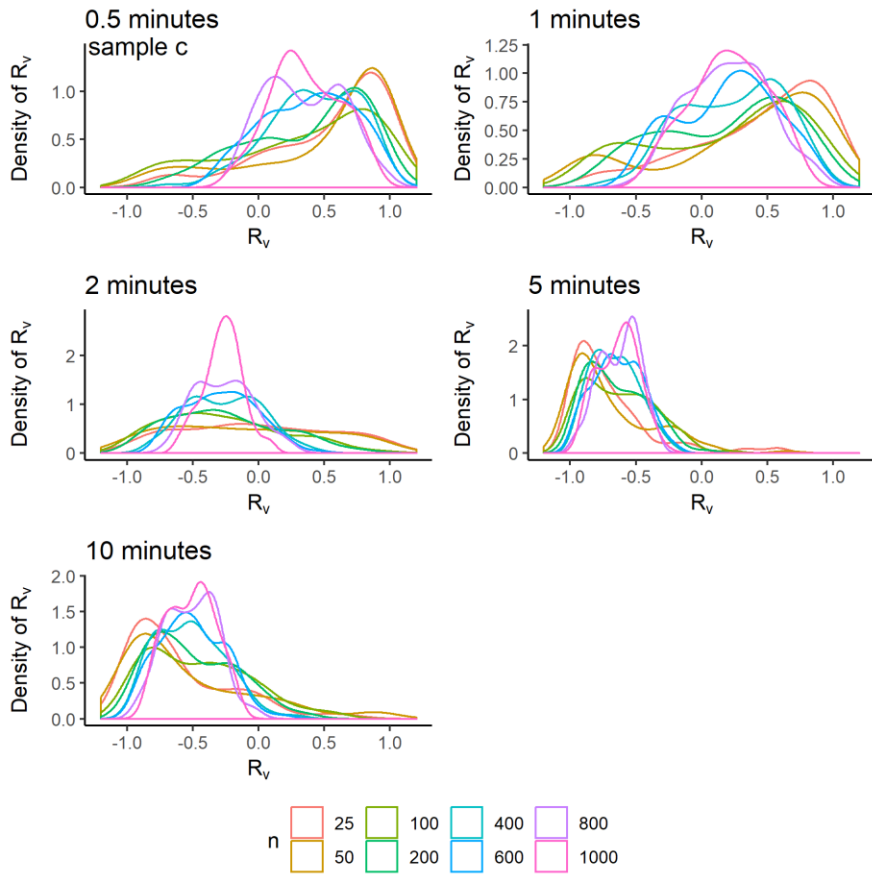 0.5 minutes
sample c
Density of Rᵥ
1.0
0.5
0.0
-1.0 -0.5 0.0 0.5 1.0
Rᵥ
1 minutes
Density of Rᵥ
1.25
1.00
0.75
0.50
0.25
0.00
-1.0 -0.5 0.0 0.5 1.0
Rᵥ
2 minutes
Density of Rᵥ
2
1
0
-1.0 -0.5 0.0 0.5 1.0
Rᵥ
5 minutes
Density of Rᵥ
2
1
0
-1.0 -0.5 0.0 0.5 1.0
Rᵥ
10 minutes
Density of Rᵥ
2.0
1.5
1.0
0.5
0.0
-1.0 -0.5 0.0 0.5 1.0
Rᵥ
n
25 100 400 800
50 200 600 1000